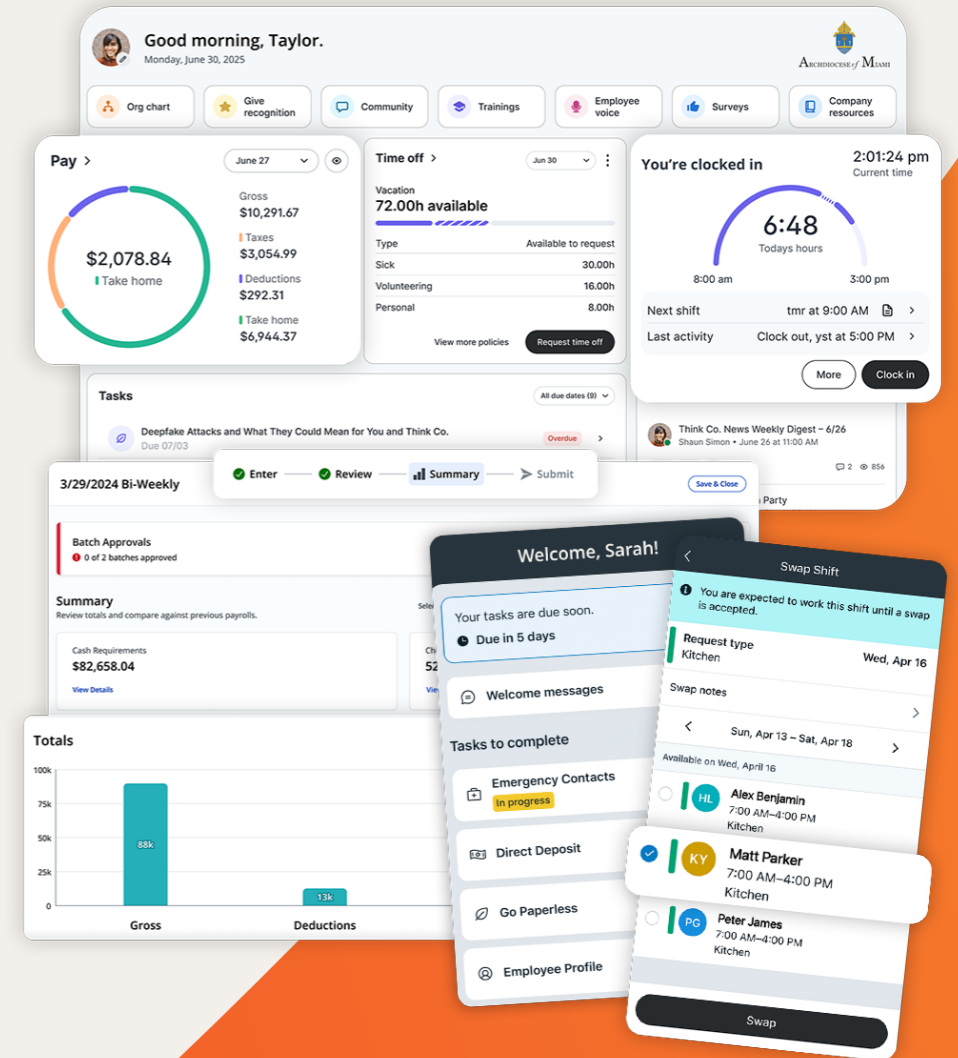 Good morning, Taylor.
Monday, June 30, 2025
ARCHDIOCESE of MIAMI
Org chart
Give
recognition
Community
Trainings
Employee
voice
Surveys
Company
resources
Pay >
June 27
Gross
$10,291.67
Taxes
$3,054.99
Deductions
$292.31
Take home
$6,944.37
$2,078.84
Take home
Time off >
Jun 30
Vacation
72.00h available
Type Available to request
Sick 30.00h
Volunteering 16.00h
Personal 8.00h
View more policies Request time off
You're clocked in
2:01:24 pm
Current time
6:48
Todays hours
8:00 am 3:00 pm
Next shift tmr at 9:00 AM
Last activity Clock out, yst at 5:00 PM
More Clock in
Tasks
All due dates (9)
Deepfake Attacks and What They Could Mean for You and Think Co.
Due 07/03
Overdue
Think Co. News Weekly Digest – 6/26
Shaun Simon • June 26 at 11:00 AM
2 856
Party
Enter Review Summary Submit
3/29/2024 Bi-Weekly
Save & Close
Batch Approvals
0 of 2 batches approved
Summary
Review totals and compare against previous payrolls.
Cash Requirements
$82,658.04
View Details
52
Totals
100k
75k
50k
25k
0
88k
13k
Gross Deductions
Welcome, Sarah!
Your tasks are due soon.
Due in 5 days
Welcome messages
Tasks to complete
Emergency Contacts
In progress
Direct Deposit
Go Paperless
Employee Profile
Swap Shift
You are expected to work this shift until a swap
is accepted.
Request type
Kitchen
Wed, Apr 16
Swap notes
Sun, Apr 13 – Sat, Apr 18
Available on Wed, April 16
HL
Alex Benjamin
7:00 AM–4:00 PM
Kitchen
KY
Matt Parker
7:00 AM–4:00 PM
Kitchen
PG
Peter James
7:00 AM–4:00 PM
Kitchen
Swap